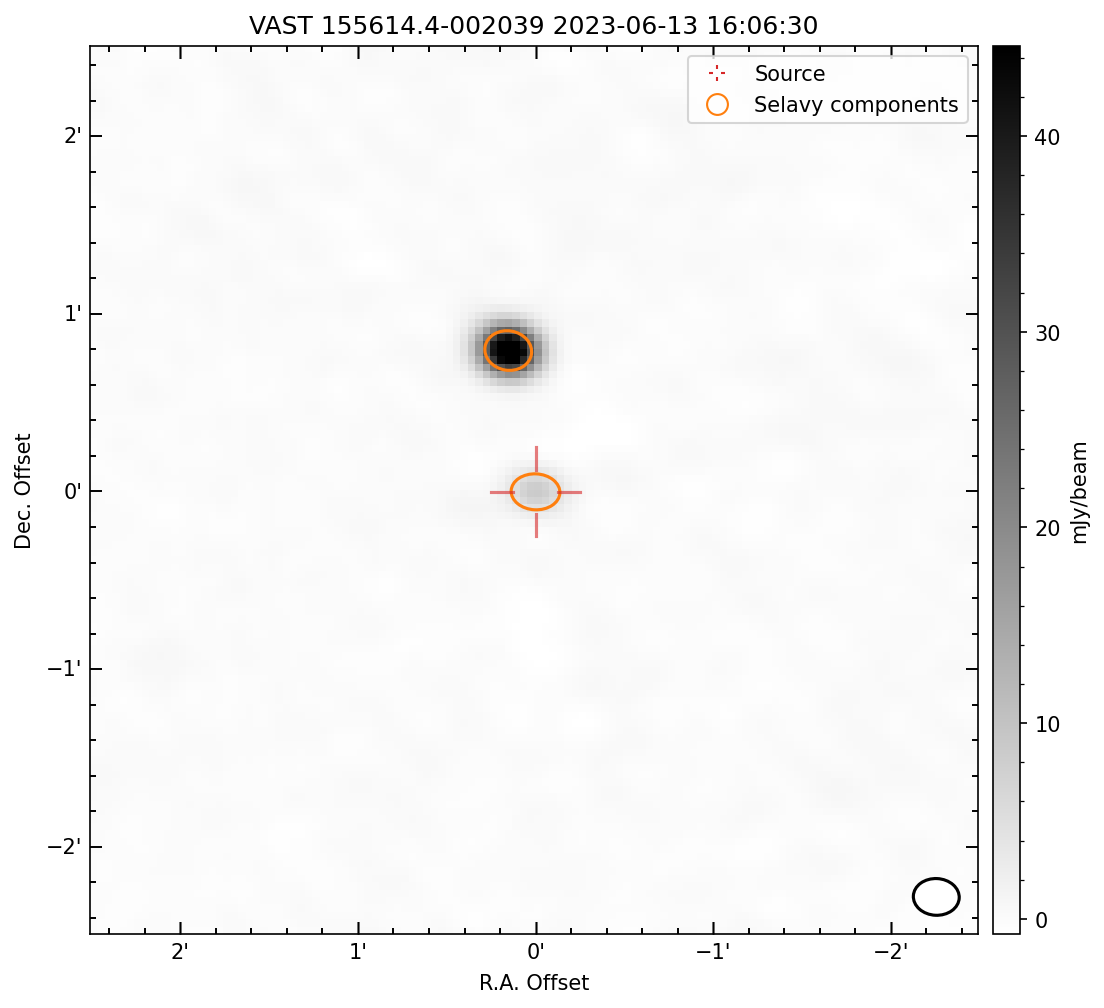 VAST 155614.4-002039 2023-06-13 16:06:30
Source
Selavy components
2'
1'
0'
−1'
−2'
Dec. Offset
2'
1'
0'
−1'
−2'
R.A. Offset
40
30
20
10
0
mJy/beam